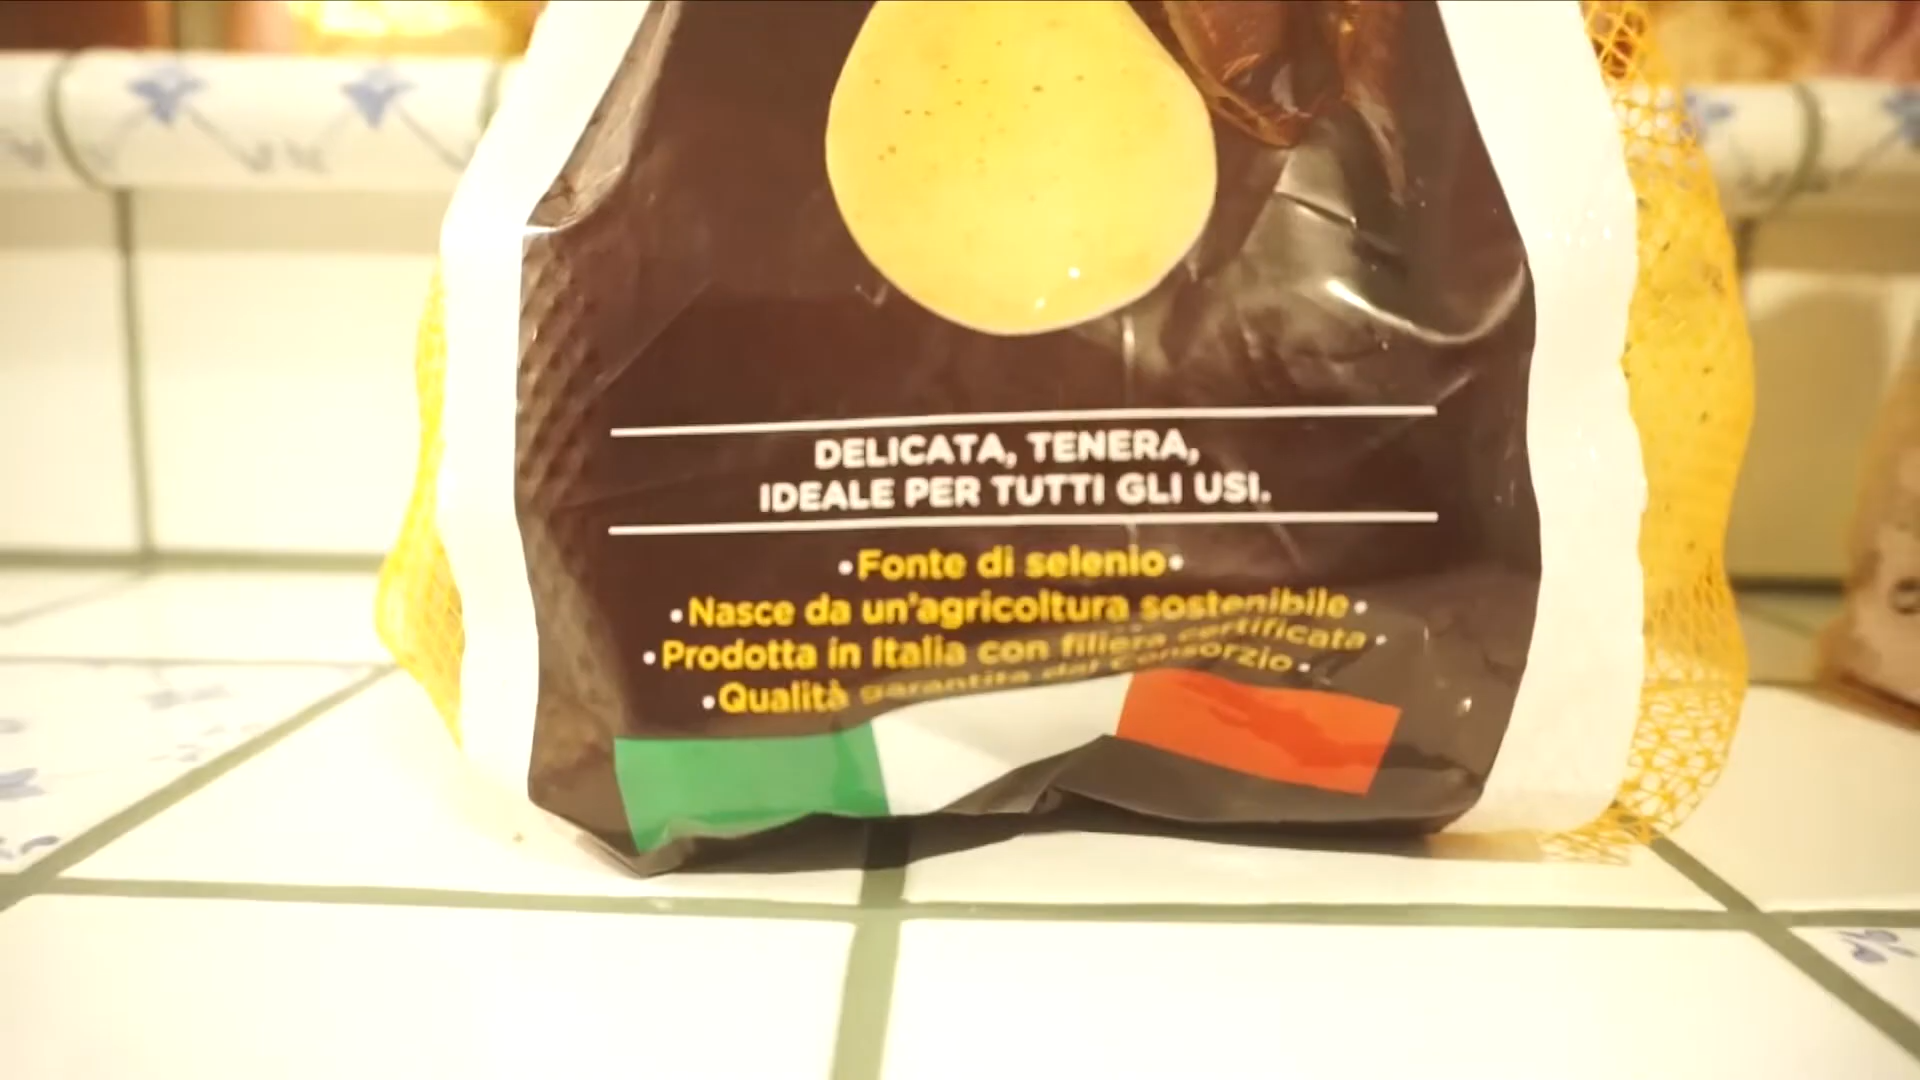 DELICATA, TENERA,
IDEALE PER TUTTI GLI USI.
•Fonte di selenio•
•Nasce da un'agricoltura sostenibile•
•Prodotta in Italia con filiera certificata•
•Qualità garantita dal Consorzio•